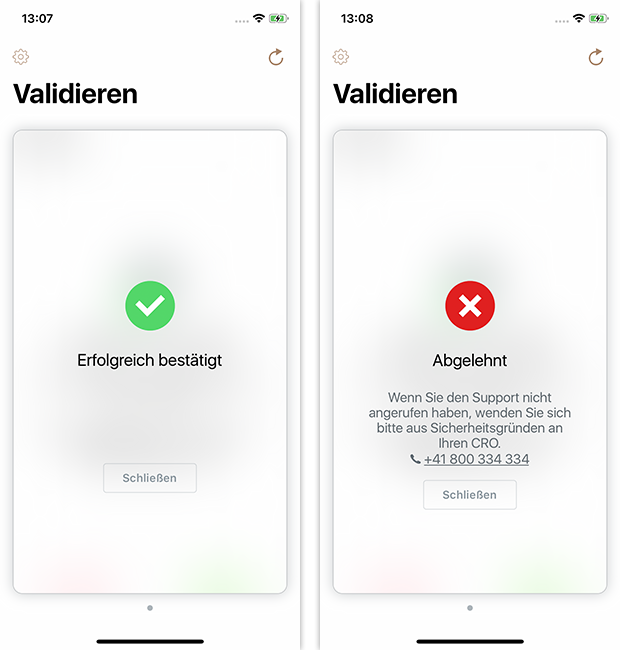 13:07
Validieren
Erfolgreich bestätigt
Schließen
13:08
Validieren
Abgelehnt
Wenn Sie den Support nicht
angerufen haben, wenden Sie sich
bitte aus Sicherheitsgründen an
Ihren CRO.
+41 800 334 334
Schließen